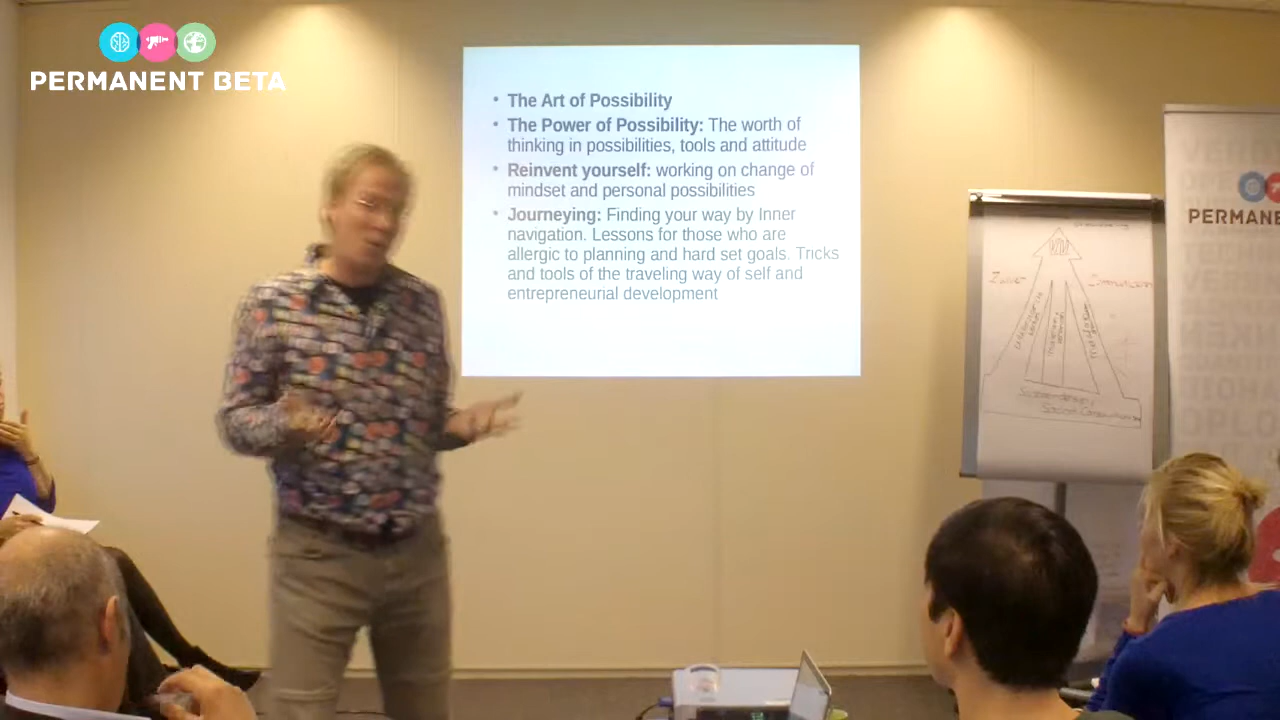 PERMANENT BETA
• The Art of Possibility
• The Power of Possibility: The worth of
thinking in possibilities, tools and attitude
• Reinvent yourself: working on change of
mindset and personal possibilities
• Journeying: Finding your way by Inner
navigation. Lessons for those who are
allergic to planning and hard set goals. Tricks
and tools of the traveling way of self and
entrepreneurial development
PERMANE